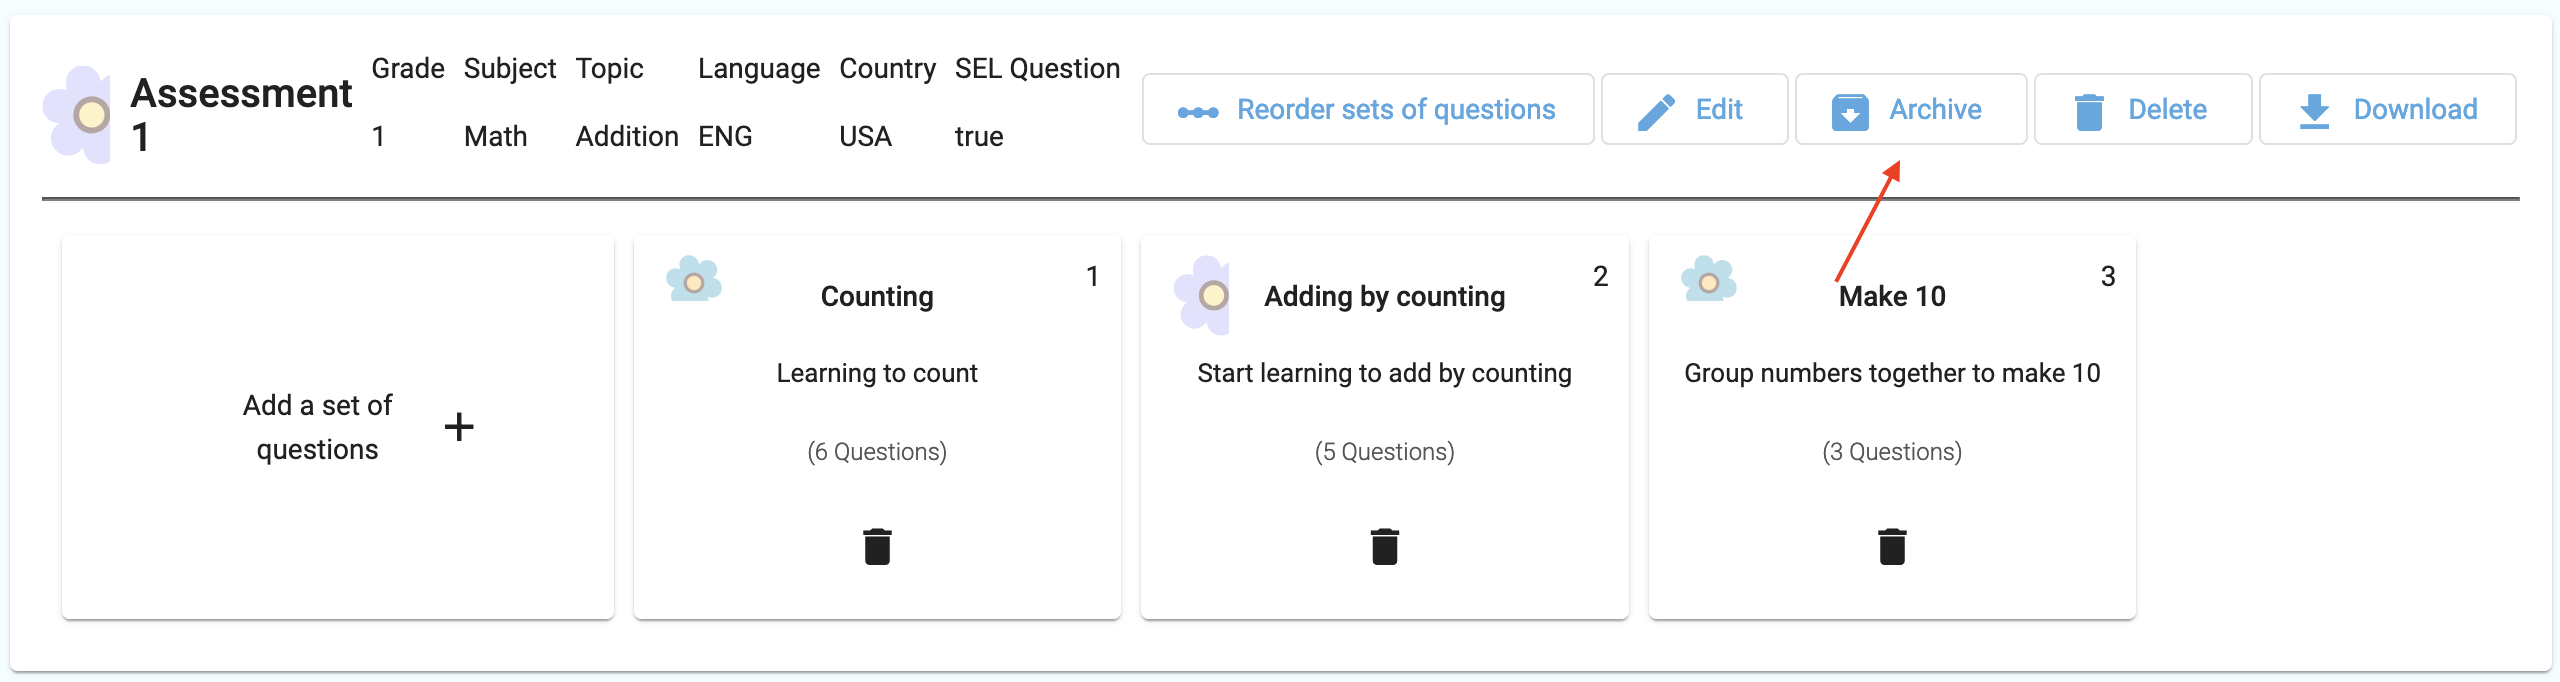 Assessment
1
Grade Subject Topic Language Country SEL Question
1 Math Addition ENG USA true
Reorder sets of questions
Edit
Archive
Delete
Download
Add a set of
questions
Counting
1
Learning to count
(6 Questions)
Adding by counting
2
Start learning to add by counting
(5 Questions)
Make 10
3
Group numbers together to make 10
(3 Questions)